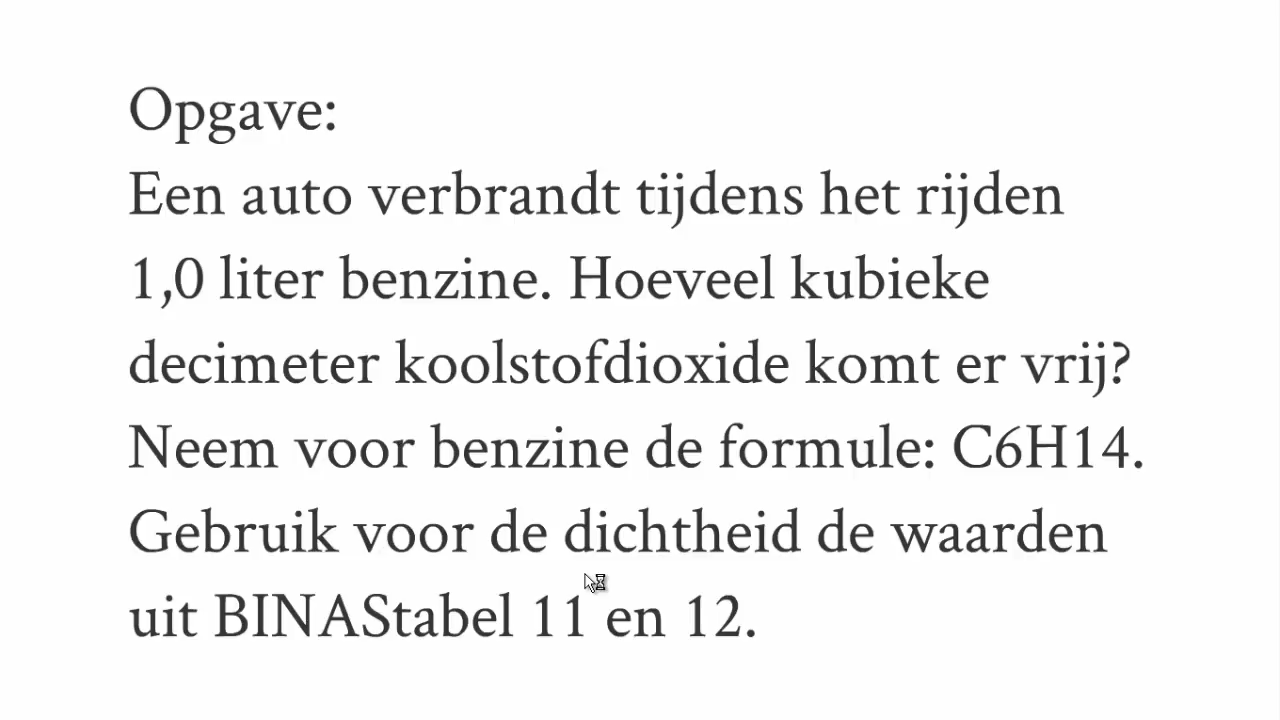 Opgave:
Een auto verbrandt tijdens het rijden
1,0 liter benzine. Hoeveel kubieke
decimeter koolstofdioxide komt er vrij?
Neem voor benzine de formule: C6H14.
Gebruik voor de dichtheid de waarden
uit BINAStabel 11 en 12.